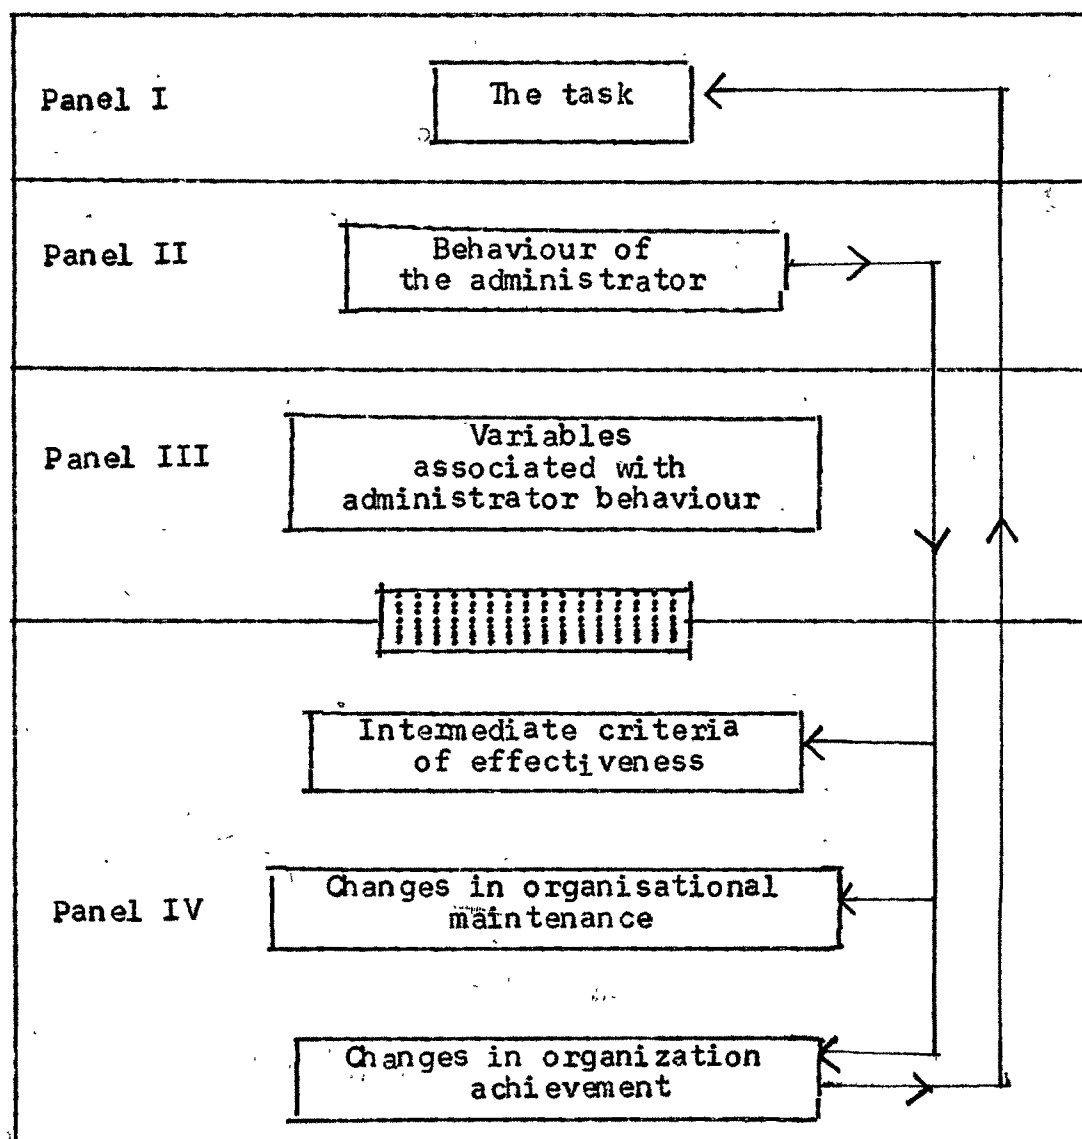 Panel I
The task
Panel II
Behaviour of
the administrator
Panel III
Variables
associated with
administrator behaviour
Intermediate criteria
of effectiveness
Panel IV
Changes in organisational
maintenance
Changes in organization
achievement